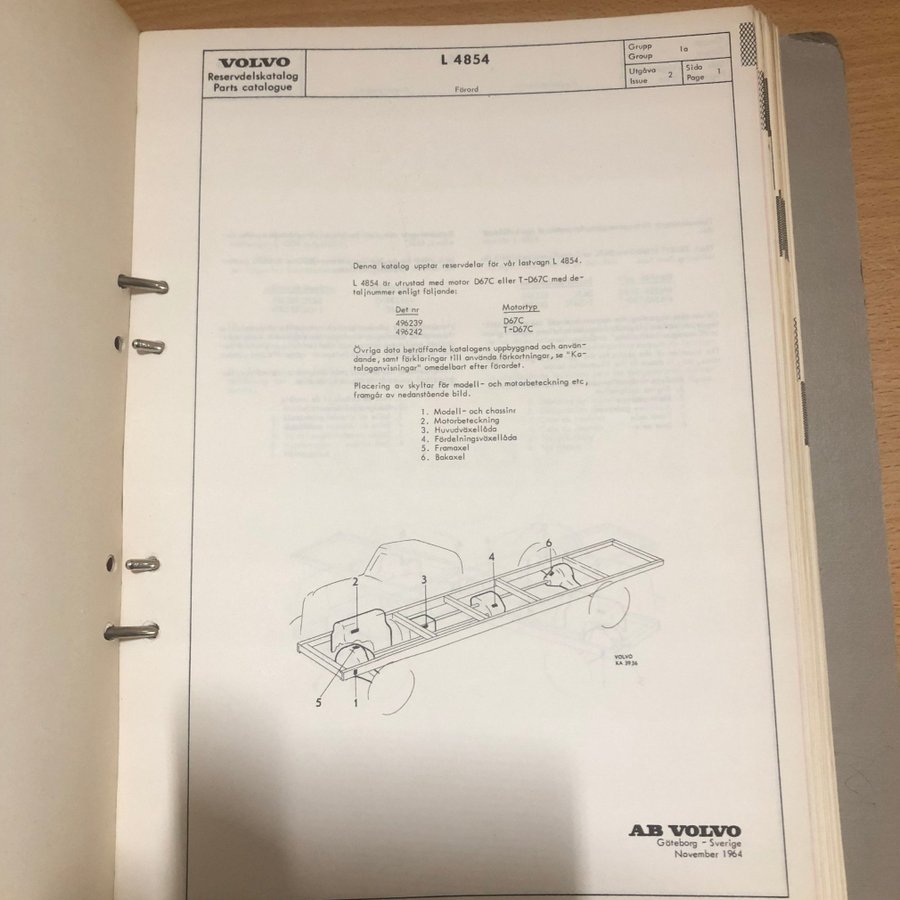 VOLVO
Reservdelskatalog
Parts catalogue
L 4854
Förord
Grupp
Group
1a
Utgåva
Issue
2
Sida
Page
1
Denna katalog upptar reservdelar för vår lastvagn L 4854.
L 4854 är utrustad med motor D67C eller T-D67C med de-
taljnummer enligt följande:
Det nr Motortyp
496239 D67C
496242 T-D67C
Övriga data beträffande katalogens uppbyggnad och använ-
dande, samt förklaringar till använda förkortningar, se "Ka-
taloganvisningar" omedelbart efter förordet.
Placering av skyltar för modell- och motorbeteckning etc,
framgår av nedanstående bild.
1. Modell- och chassinr
2. Motorbeteckning
3. Huvudväxellåda
4. Fördelningsväxellåda
5. Framaxel
6. Bakaxel
6
4
3
2
VOLVO
KA 3936
5
1
AB VOLVO
Göteborg - Sverige
November 1964